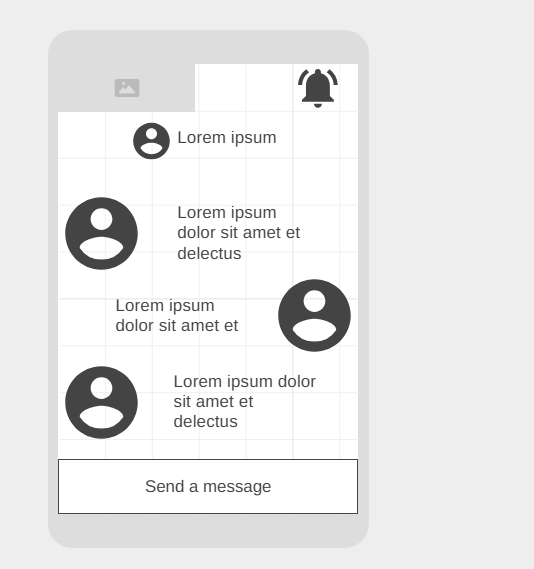 Lorem ipsum
Lorem ipsum
dolor sit amet et
delectus
Lorem ipsum
dolor sit amet et
Lorem ipsum dolor
sit amet et
delectus
Send a message